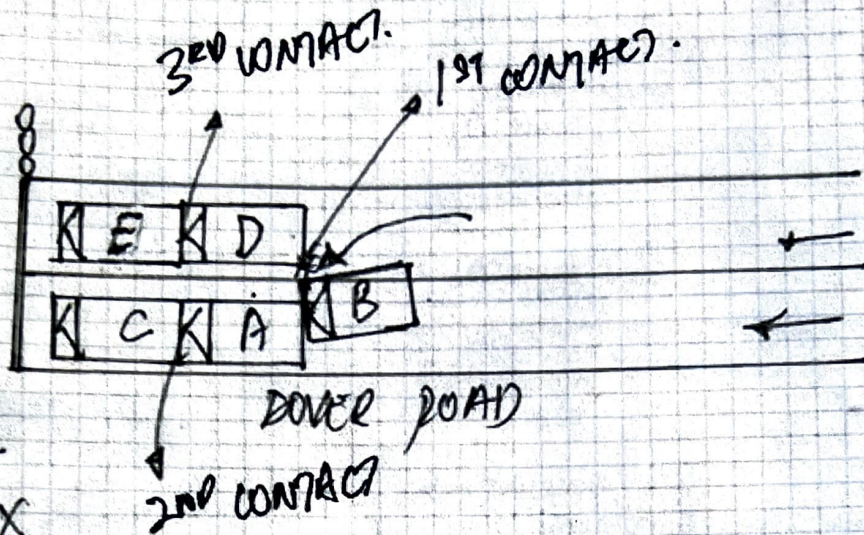 3RD CONTACT.
1ST CONTACT.
E D
C A B
DOVER ROAD
2ND CONTACT
X